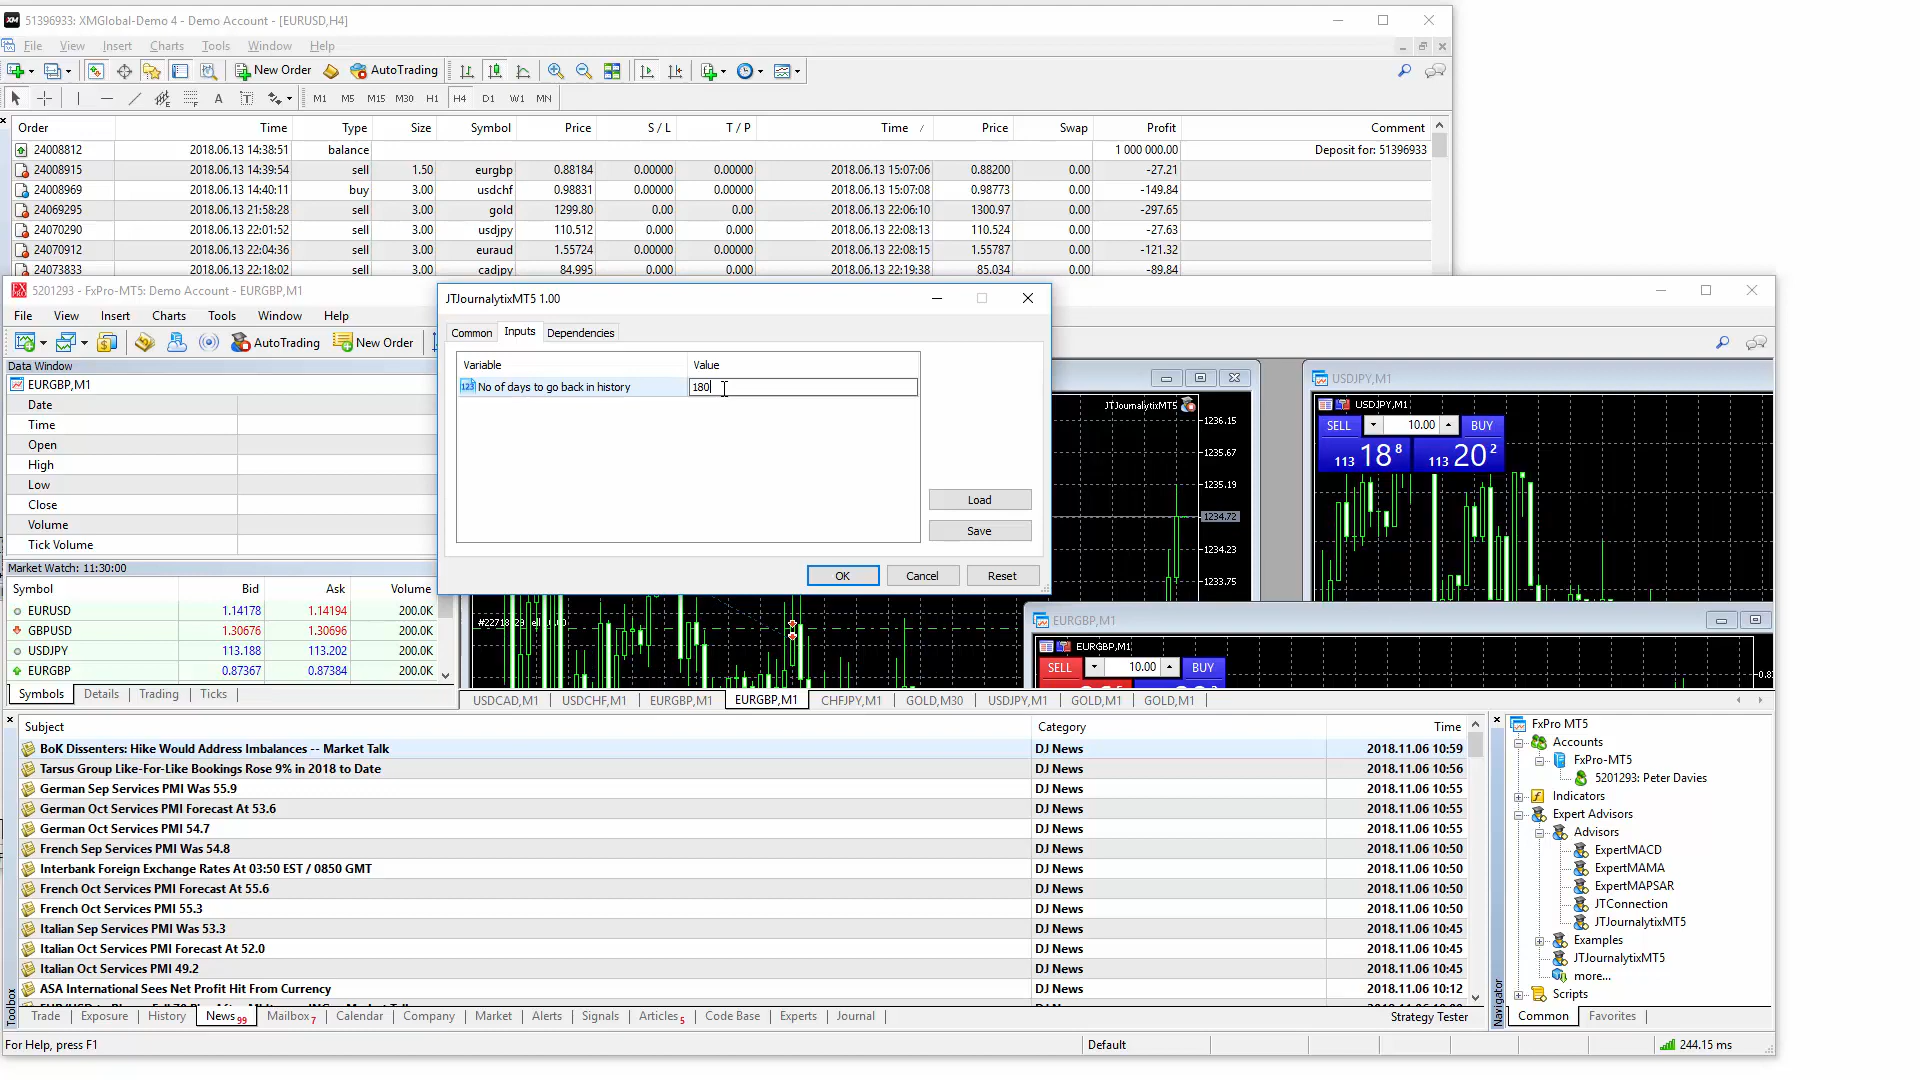 51396933: XMGlobal-Demo 4 - Demo Account - [EURUSD,H4]
File View Insert Charts Tools Window Help
New Order AutoTrading
M1 M5 M15 M30 H1 H4 D1 W1 MN
Order Time Type Size Symbol Price S / L T / P Time / Price Swap Profit Comment
24008812 2018.06.13 14:38:51 balance 1 000 000.00 Deposit for: 51396933
24008915 2018.06.13 14:39:54 sell 1.50 eurgbp 0.88184 0.00000 0.00000 2018.06.13 15:07:06 0.88200 0.00 -27.21
24008969 2018.06.13 14:40:11 buy 3.00 usdchf 0.98831 0.00000 0.00000 2018.06.13 15:07:08 0.98773 0.00 -149.84
24069295 2018.06.13 21:58:28 sell 3.00 gold 1299.80 0.00 0.00 2018.06.13 22:06:10 1300.97 0.00 -297.65
24070290 2018.06.13 22:01:52 sell 3.00 usdjpy 110.512 0.000 0.000 2018.06.13 22:08:13 110.524 0.00 -27.63
24070912 2018.06.13 22:04:36 sell 3.00 euraud 1.55724 0.00000 0.00000 2018.06.13 22:08:15 1.55787 0.00 -121.32
24073833 2018.06.13 22:18:02 sell 3.00 cadjpy 84.995 0.000 0.000 2018.06.13 22:19:38 85.034 0.00 -89.84
5201293 - FxPro-MT5: Demo Account - EURGBP,M1
File View Insert Charts Tools Window Help
AutoTrading New Order
Data Window
EURGBP,M1
Date
Time
Open
High
Low
Close
Volume
Tick Volume
Market Watch: 11:30:00
Symbol Bid Ask Volume
EURUSD 1.14178 1.14194 200.0K
GBPUSD 1.30676 1.30696 200.0K
USDJPY 113.188 113.202 200.0K
EURGBP 0.87367 0.87384 200.0K
Symbols Details Trading Ticks
JTJournalytixMT5 1.00
Common Inputs Dependencies
Variable Value
123 No of days to go back in history 180
Load
Save
OK Cancel Reset
JTJournalytixMT5
1236.15
1235.67
1235.19
1234.72
1234.23
1233.75
USDJPY,M1
USDJPY,M1
SELL 10.00 BUY
113 18 8 113 20 2
EURGBP,M1
EURGBP,M1
SELL 10.00 BUY
USDCAD,M1 USDCHF,M1 EURGBP,M1 EURGBP,M1 CHFJPY,M1 GOLD,M30 USDJPY,M1 GOLD,M1 GOLD,M1
Subject Category Time
BoK Dissenters: Hike Would Address Imbalances -- Market Talk DJ News 2018.11.06 10:59
Tarsus Group Like-For-Like Bookings Rose 9% in 2018 to Date DJ News 2018.11.06 10:56
German Sep Services PMI Was 55.9 DJ News 2018.11.06 10:55
German Oct Services PMI Forecast At 53.6 DJ News 2018.11.06 10:55
German Oct Services PMI 54.7 DJ News 2018.11.06 10:55
French Sep Services PMI Was 54.8 DJ News 2018.11.06 10:50
Interbank Foreign Exchange Rates At 03:50 EST / 0850 GMT DJ News 2018.11.06 10:50
French Oct Services PMI Forecast At 55.6 DJ News 2018.11.06 10:50
French Oct Services PMI 55.3 DJ News 2018.11.06 10:50
Italian Sep Services PMI Was 53.3 DJ News 2018.11.06 10:45
Italian Oct Services PMI Forecast At 52.0 DJ News 2018.11.06 10:45
Italian Oct Services PMI 49.2 DJ News 2018.11.06 10:45
ASA International Sees Net Profit Hit From Currency DJ News 2018.11.06 10:12
Toolbox
Trade Exposure History News 99 Mailbox 7 Calendar Company Market Alerts Signals Articles 5 Code Base Experts Journal Strategy Tester
FxPro MT5
Accounts
FxPro-MT5
5201293: Peter Davies
Indicators
Expert Advisors
Advisors
ExpertMACD
ExpertMAMA
ExpertMAPSAR
JTConnection
JTJournalytixMT5
Examples
JTJournalytixMT5
more...
Scripts
Navigator
Common Favorites
For Help, press F1 Default 244.15 ms